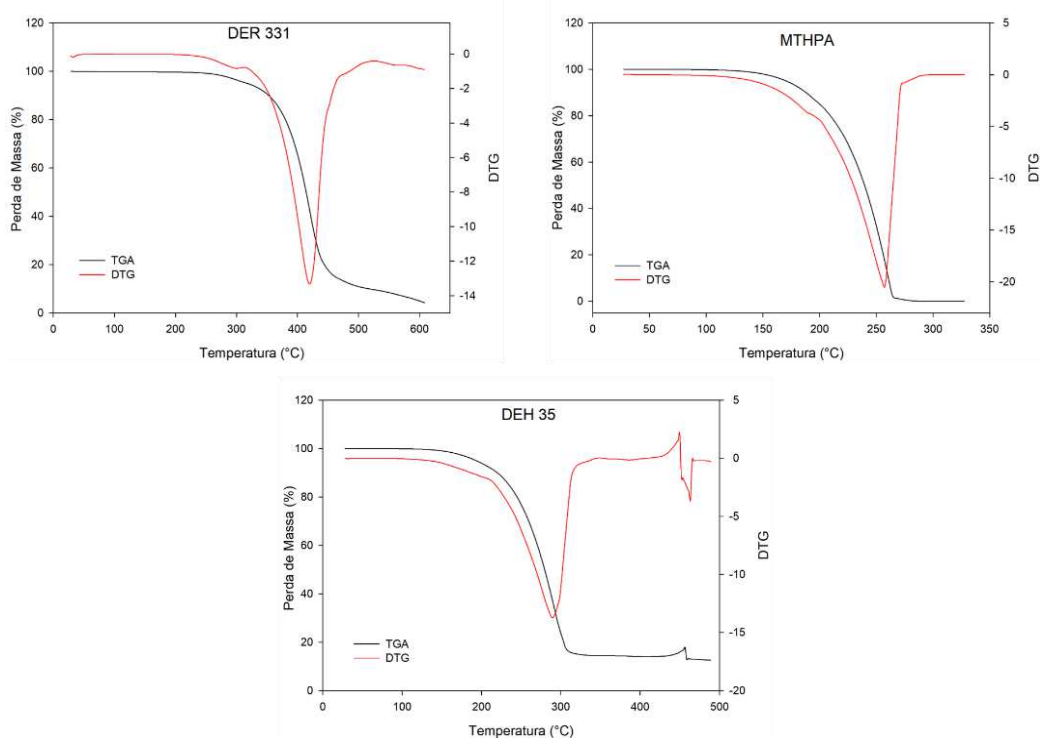 DER 331
120
100
80
60
40
20
0
Perda de Massa (%)
0
-2
-4
-6
-8
-10
-12
-14
DTG
TGA
DTG
0 100 200 300 400 500 600
Temperatura (°C)
MTHPA
120
100
80
60
40
20
0
Perda de Massa (%)
5
0
-5
-10
-15
-20
DTG
TGA
DTG
0 50 100 150 200 250 300 350
Temperatura (°C)
DEH 35
120
100
80
60
40
20
0
Perda de Massa (%)
5
0
-5
-10
-15
-20
DTG
TGA
DTG
0 100 200 300 400 500
Temperatura (°C)